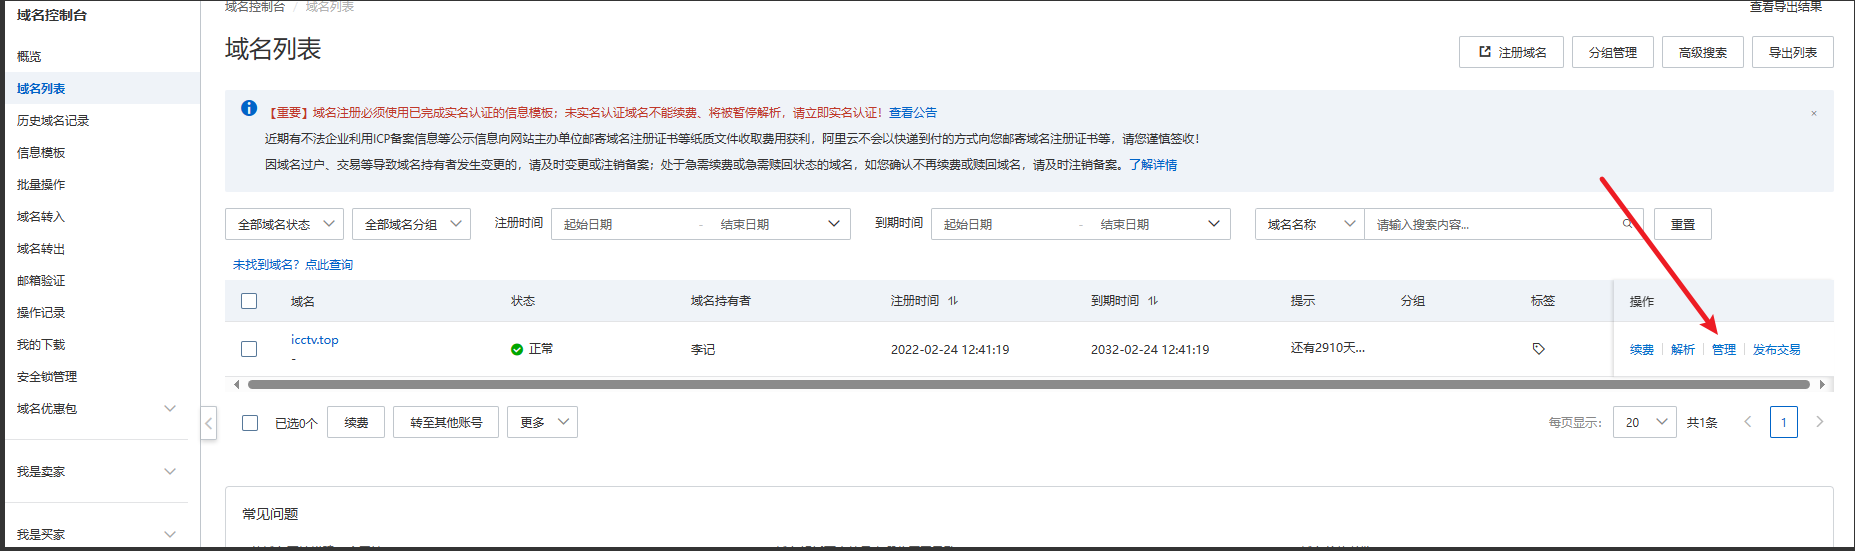 域名控制台
概览
域名列表
历史域名记录
信息模板
批量操作
域名转入
域名转出
邮箱验证
操作记录
我的下载
安全锁管理
域名优惠包
我是卖家
我是买家
域名控制台 / 域名列表
查看导出结果
域名列表
注册域名 分组管理 高级搜索 导出列表
【重要】域名注册必须使用已完成实名认证的信息模板；未实名认证域名不能续费、将被暂停解析，请立即实名认证！查看公告
近期有不法企业利用ICP备案信息等公示信息向网站主办单位邮寄域名注册证书等纸质文件收取费用获利，阿里云不会以快递到付的方式向您邮寄域名注册证书等，请您谨慎签收！
因域名过户、交易等导致域名持有者发生变更的，请及时变更或注销备案；处于急需续费或急需赎回状态的域名，如您确认不再续费或赎回域名，请及时注销备案。了解详情
全部域名状态 全部域名分组 注册时间 起始日期 - 结束日期 到期时间 起始日期 - 结束日期 域名名称 请输入搜索内容... 重置
未找到域名？点此查询
域名 状态 域名持有者 注册时间 到期时间 提示 分组 标签 操作
icctv.top 正常 李记 2022-02-24 12:41:19 2032-02-24 12:41:19 还有2910天... 续费 解析 管理 发布交易
-
已选0个 续费 转至其他账号 更多 每页显示： 20 共1条 1
常见问题